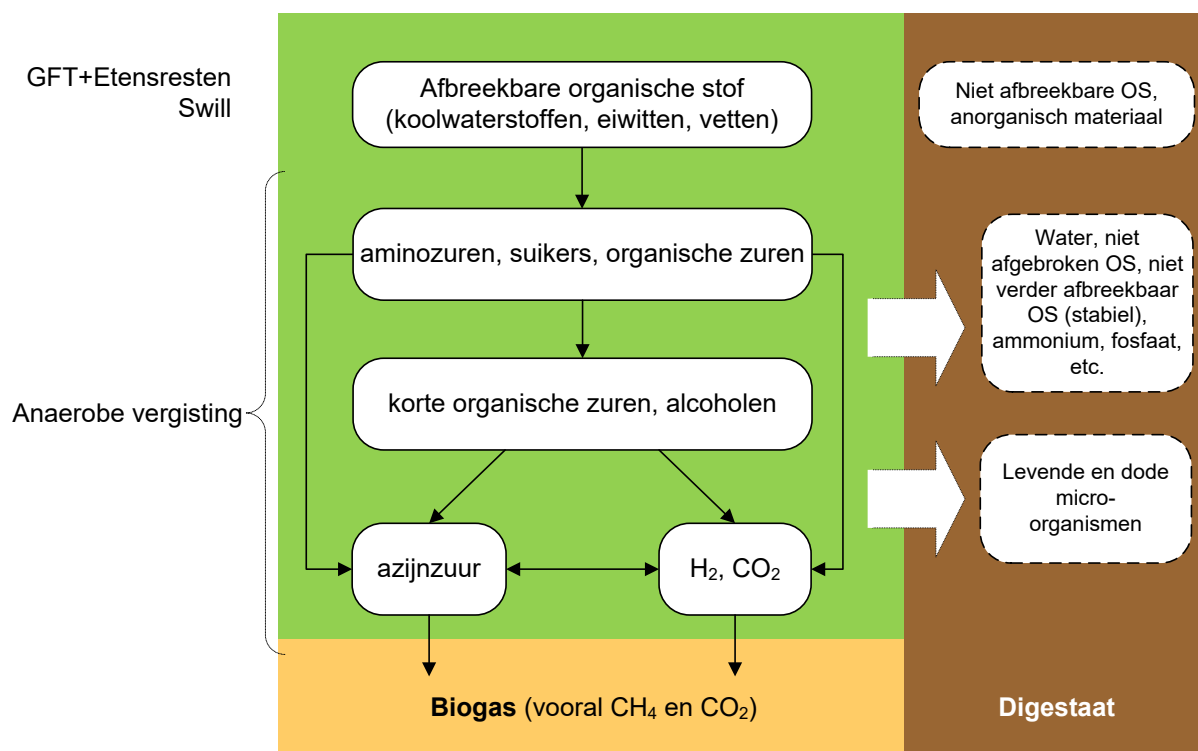 GFT+Etensresten
Swill
Afbreekbare organische stof
(koolwaterstoffen, eiwitten, vetten)
Niet afbreekbare OS,
anorganisch materiaal
aminozuren, suikers, organische zuren
Water, niet
afgebroken OS, niet
verder afbreekbaar
OS (stabiel),
ammonium, fosfaat,
etc.
Anaerobe vergisting
korte organische zuren, alcoholen
Levende en dode
micro-
organismen
azijnzuur
H₂, CO₂
Biogas (vooral CH₄ en CO₂)
Digestaat